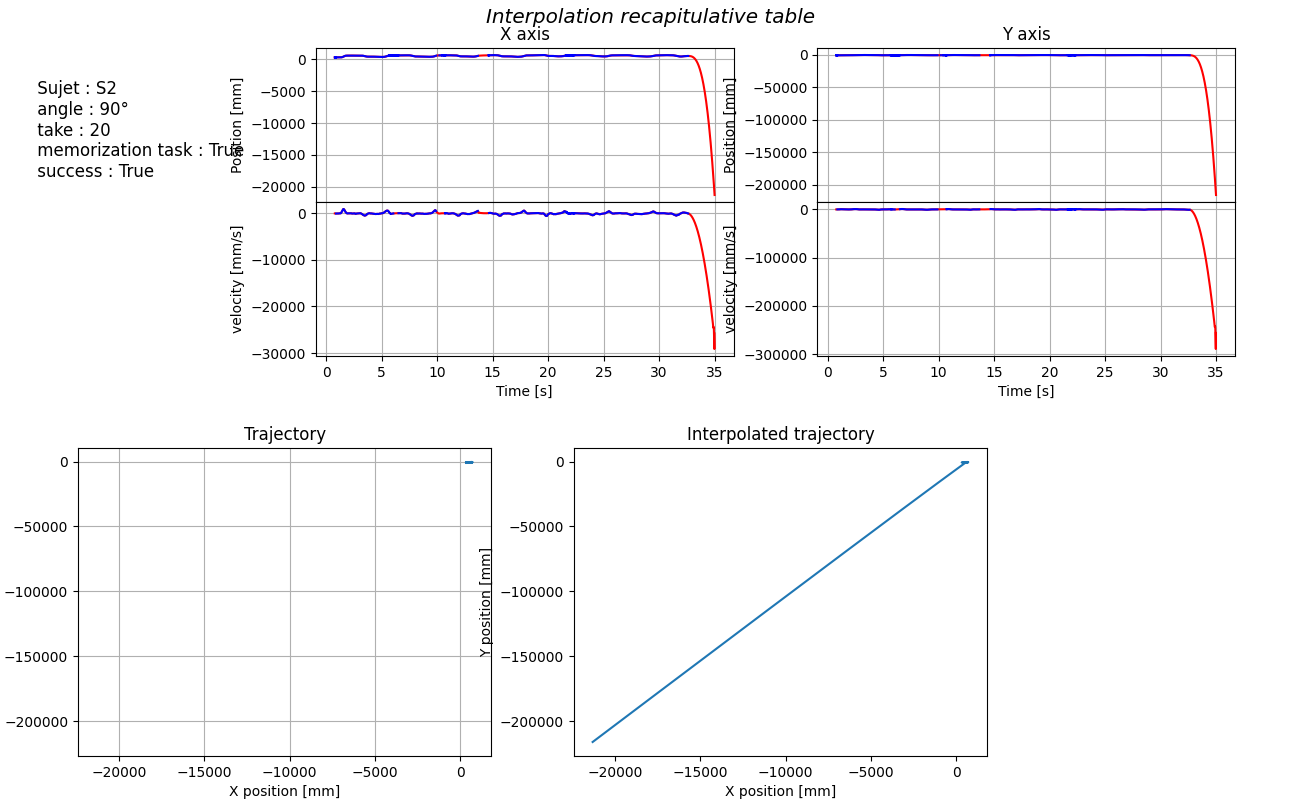 Interpolation recapitulative table
X axis
Y axis
Sujet : S2
angle : 90°
take : 20
memorization task : True
success : True
Position [mm]
0
−5000
−10000
−15000
−20000
Position [mm]
0
−50000
−100000
−150000
−200000
velocity [mm/s]
0
−10000
−20000
−30000
0 5 10 15 20 25 30 35
Time [s]
velocity [mm/s]
0
−100000
−200000
−300000
0 5 10 15 20 25 30 35
Time [s]
Trajectory
0
−50000
−100000
−150000
−200000
−20000 −15000 −10000 −5000 0
X position [mm]
Interpolated trajectory
Y position [mm]
0
−50000
−100000
−150000
−200000
−20000 −15000 −10000 −5000 0
X position [mm]